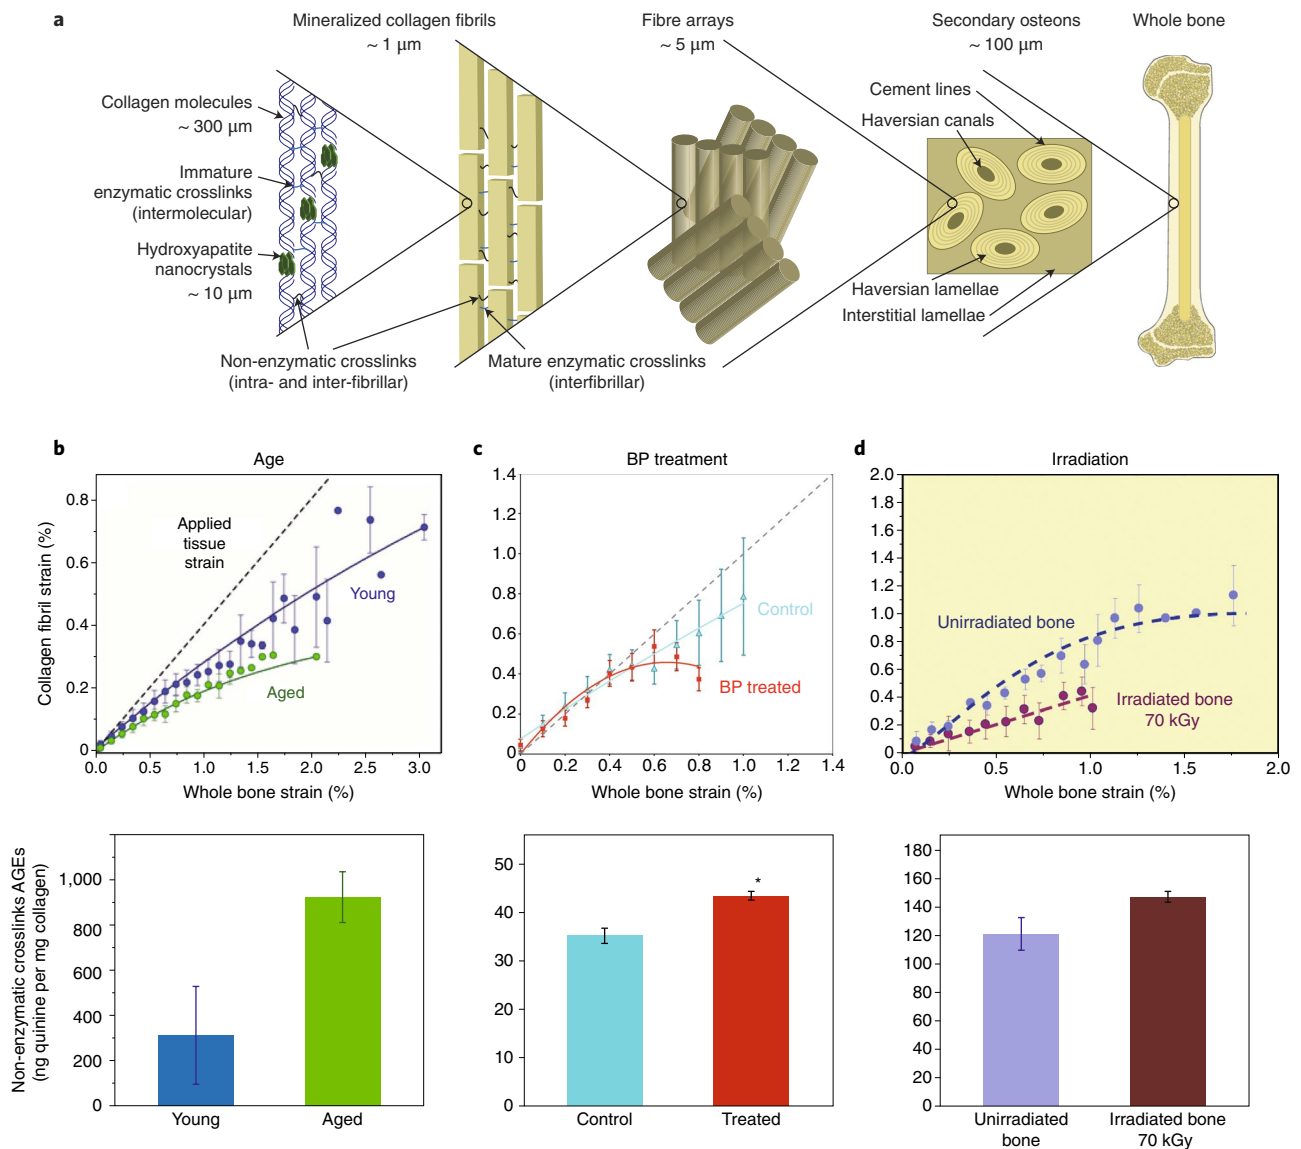 a
Mineralized collagen fibrils
~ 1 µm
Fibre arrays
~ 5 µm
Secondary osteons
~ 100 µm
Whole bone
Collagen molecules
~ 300 µm
Immature
enzymatic crosslinks
(intermolecular)
Hydroxyapatite
nanocrystals
~ 10 µm
Cement lines
Haversian canals
Haversian lamellae
Interstitial lamellae
Non-enzymatic crosslinks
(intra- and inter-fibrillar)
Mature enzymatic crosslinks
(interfibrillar)
b
Age
Collagen fibril strain (%)
0.8
0.6
0.4
0.2
0
Applied
tissue
strain
Young
Aged
0.0 0.5 1.0 1.5 2.0 2.5 3.0
Whole bone strain (%)
c
BP treatment
1.4
1.2
1.0
0.8
0.6
0.4
0.2
0
Control
BP treated
0 0.2 0.4 0.6 0.8 1.0 1.2 1.4
Whole bone strain (%)
d
Irradiation
2.0
1.8
1.6
1.4
1.2
1.0
0.8
0.6
0.4
0.2
0
Unirradiated bone
Irradiated bone
70 kGy
0.0 0.5 1.0 1.5 2.0
Whole bone strain (%)
Non-enzymatic crosslinks AGEs
(ng quinine per mg collagen)
1,000
800
600
400
200
0
Young Aged
50
40
30
20
10
0
*
Control Treated
180
160
140
120
100
80
60
40
20
0
Unirradiated
bone
Irradiated bone
70 kGy